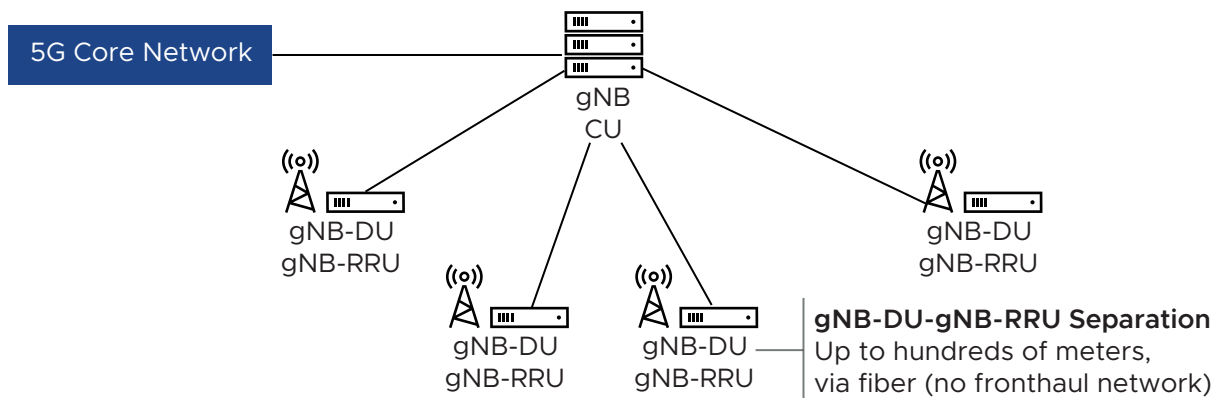 5G Core Network
gNB
CU
gNB-DU
gNB-RRU
gNB-DU
gNB-RRU
gNB-DU
gNB-RRU
gNB-DU
gNB-RRU
gNB-DU-gNB-RRU Separation
Up to hundreds of meters,
via fiber (no fronthaul network)